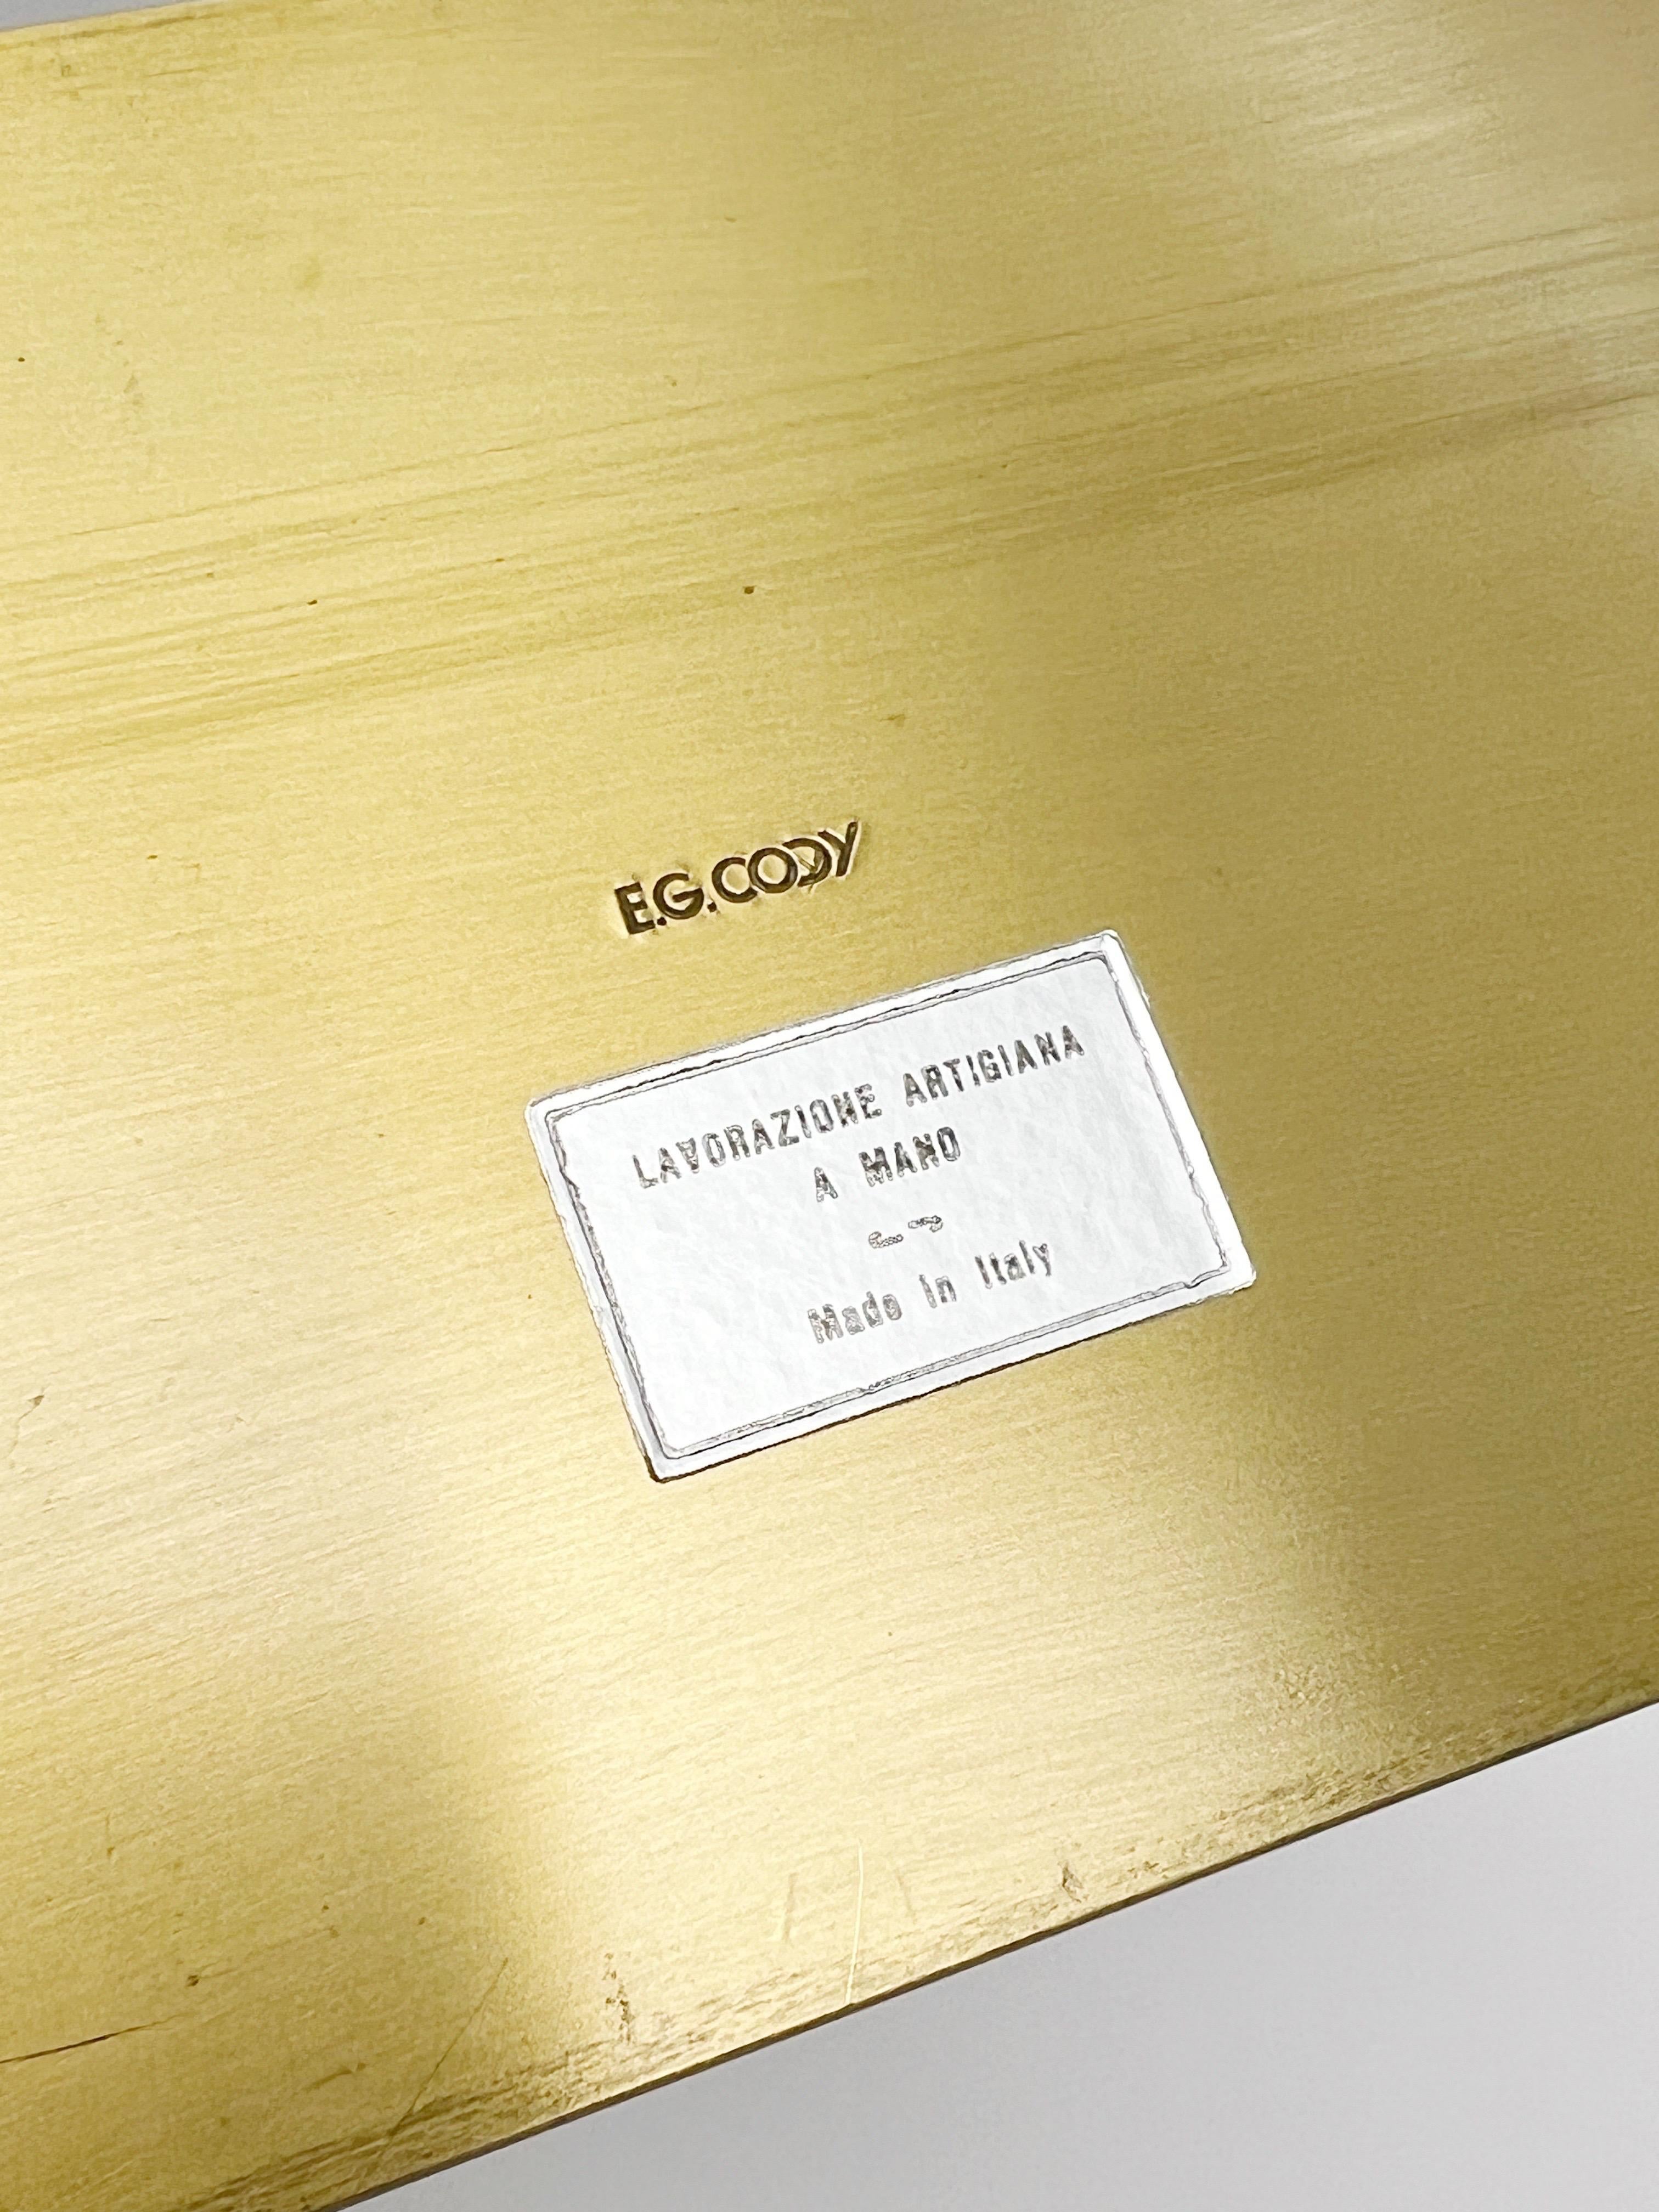 E.G.CODY
LAVORAZIONE ARTIGIANA
A MANO
Made in Italy